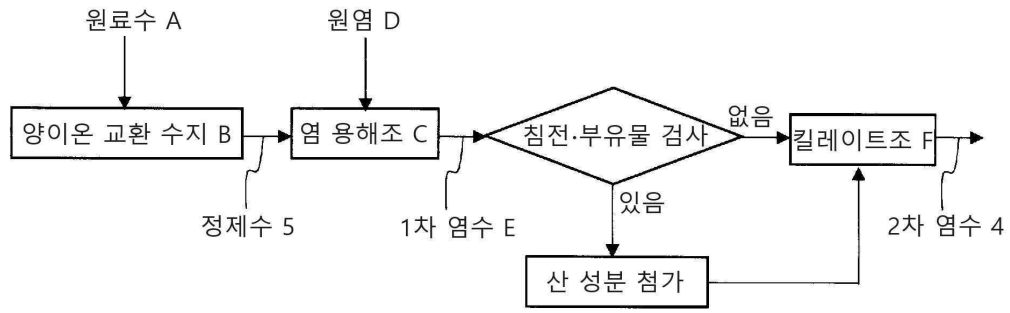 원료수 A
원염 D
양이온 교환 수지 B
염 용해조 C
침전·부유물 검사
없음
킬레이트조 F
정제수 5
1차 염수 E
있음
2차 염수 4
산 성분 첨가